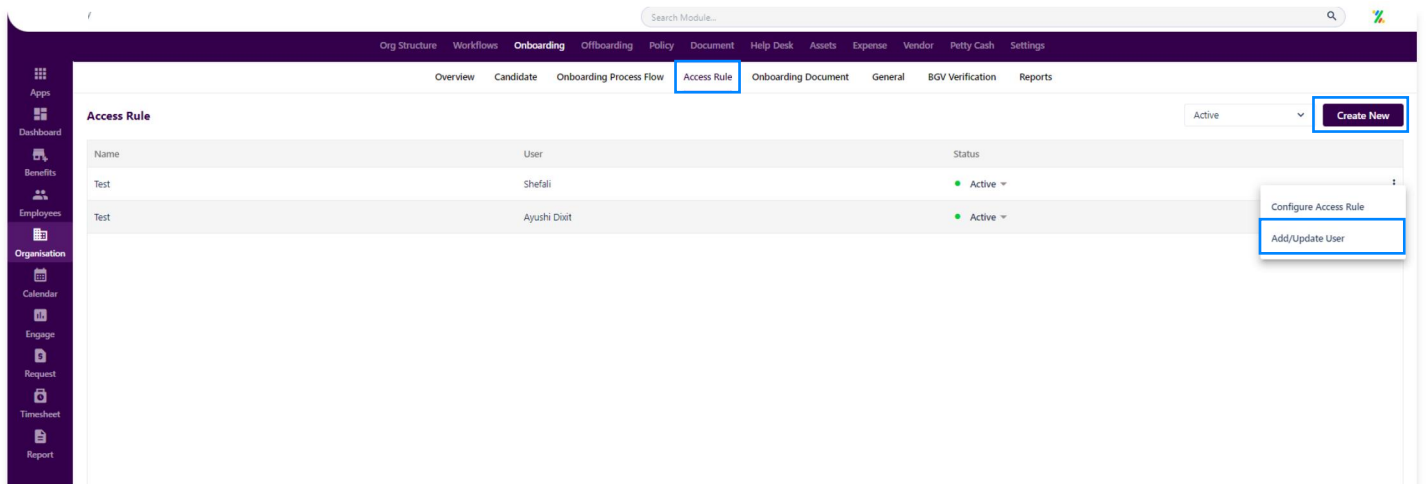 /
Search Module...
Org Structure Workflows Onboarding Offboarding Policy Document Help Desk Assets Expense Vendor Petty Cash Settings
Apps
Overview Candidate Onboarding Process Flow Access Rule Onboarding Document General BGV Verification Reports
Dashboard
Access Rule Active Create New
Benefits
Name User Status
Test Shefali Active
Employees
Configure Access Rule
Test Ayushi Dixit Active
Add/Update User
Organisation
Calendar
Engage
Request
Timesheet
Report